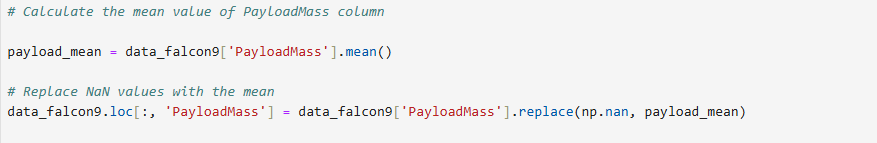 # Calculate the mean value of PayloadMass column
payload_mean = data_falcon9['PayloadMass'].mean()
# Replace NaN values with the mean
data_falcon9.loc[:, 'PayloadMass'] = data_falcon9['PayloadMass'].replace(np.nan, payload_mean)